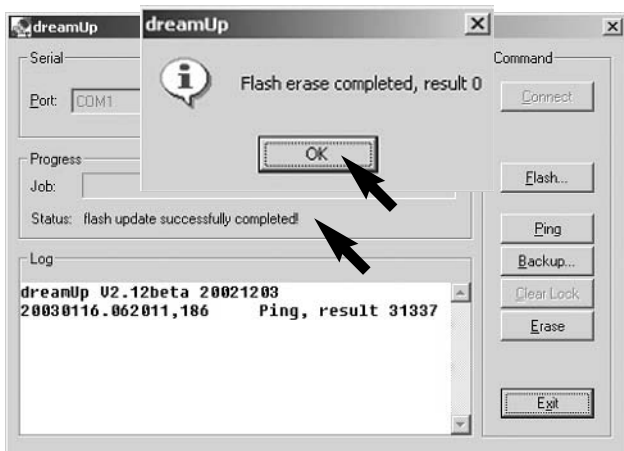 dreamUp
dreamUp
Flash erase completed, result 0
OK
Serial
Port: COM1
Progress
Job:
Status: flash update successfully completed!
Log
dreamUp V2.12beta 20021203
20030116.062011,186 Ping, result 31337
Command
Connect
Flash...
Ping
Backup...
Clear Lock
Erase
Exit